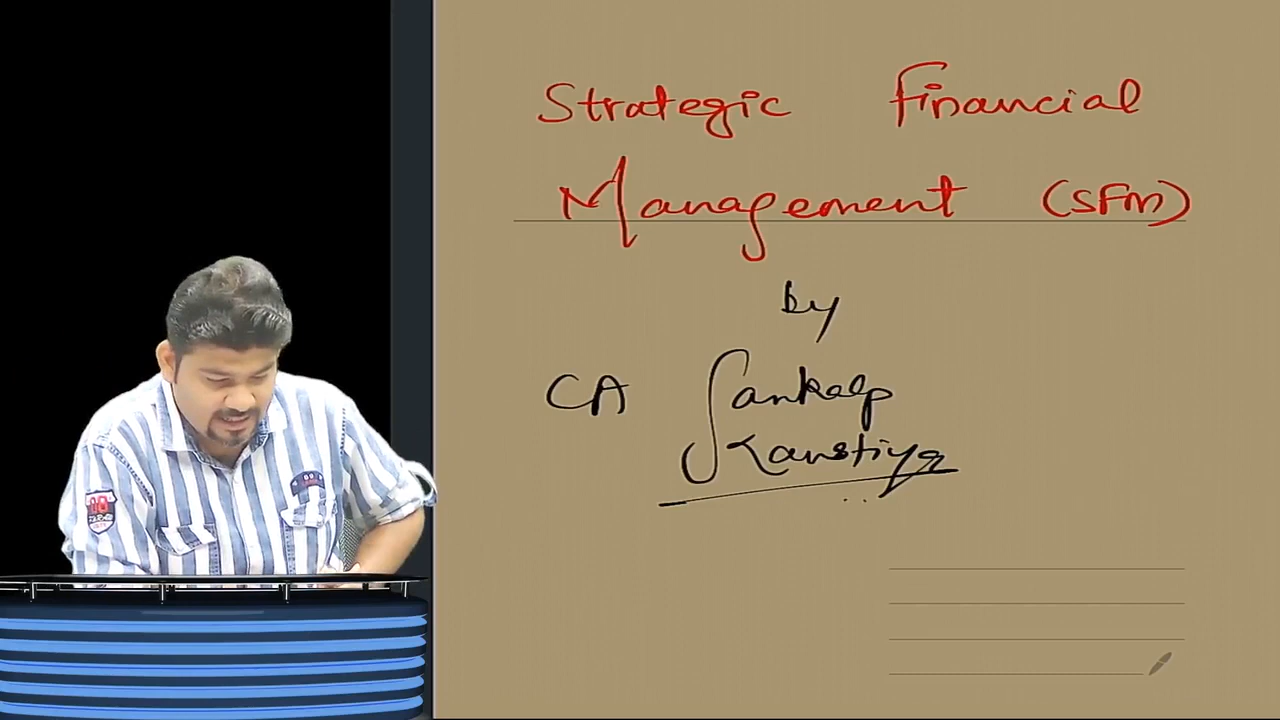 Strategic Financial
Management (SFM)
by
CA Sankalp
Kanstiya